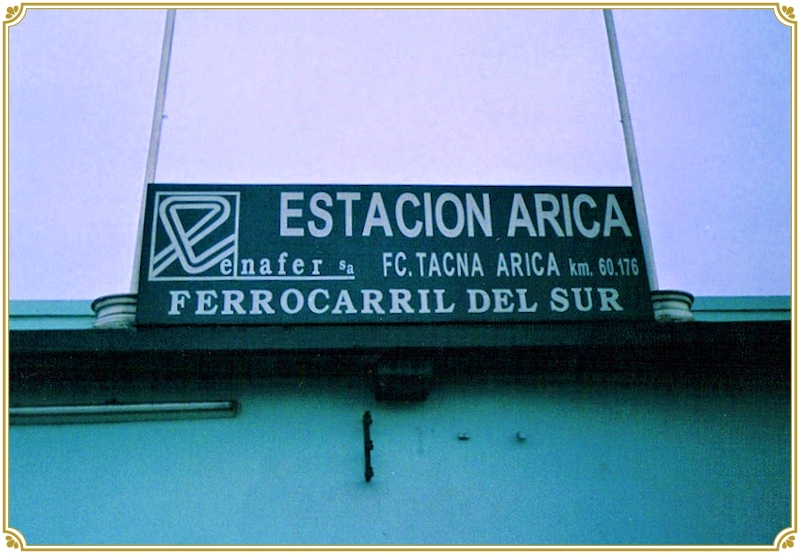 ESTACION ARICA
enafer sa FC. TACNA ARICA km. 60.176
FERROCARRIL DEL SUR